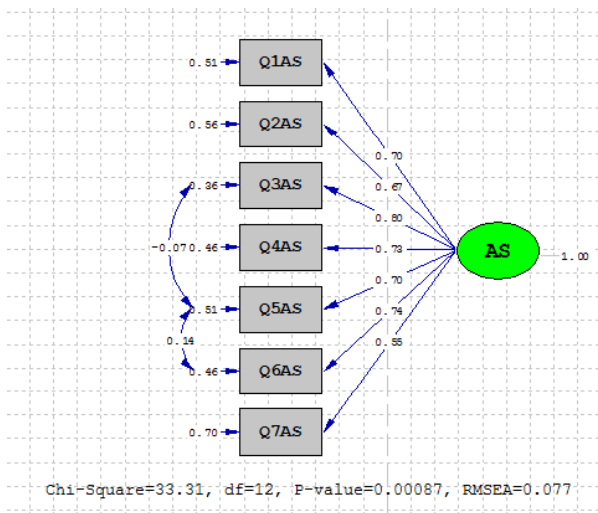 0.51 Q1AS
0.56 Q2AS
0.70
0.67
0.36 Q3AS
0.80
-0.07 0.46 Q4AS 0.73 AS 1.00
0.70
0.51 Q5AS
0.74
0.14 0.55
0.46 Q6AS
0.70 Q7AS
Chi-Square=33.31, df=12, P-value=0.00087, RMSEA=0.077